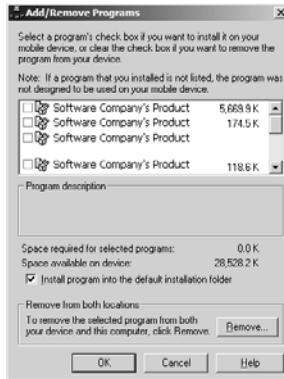 Add/Remove Programs
Select a program's check box if you want to install it on your
mobile device, or clear the check box if you want to remove the
program from your device.
Note: If a program that you installed is not listed, the program was
not designed to be used on your mobile device.
Software Company's Product 5,669.9 K
Software Company's Product 174.5 K
Software Company's Product
Software Company's Product 118.6 K
Program description
Space required for selected programs: 0.0 K
Space available on device: 28,528.2 K
Install program into the default installation folder
Remove from both locations
To remove the selected program from both
your device and this computer, click Remove.
Remove...
OK Cancel Help